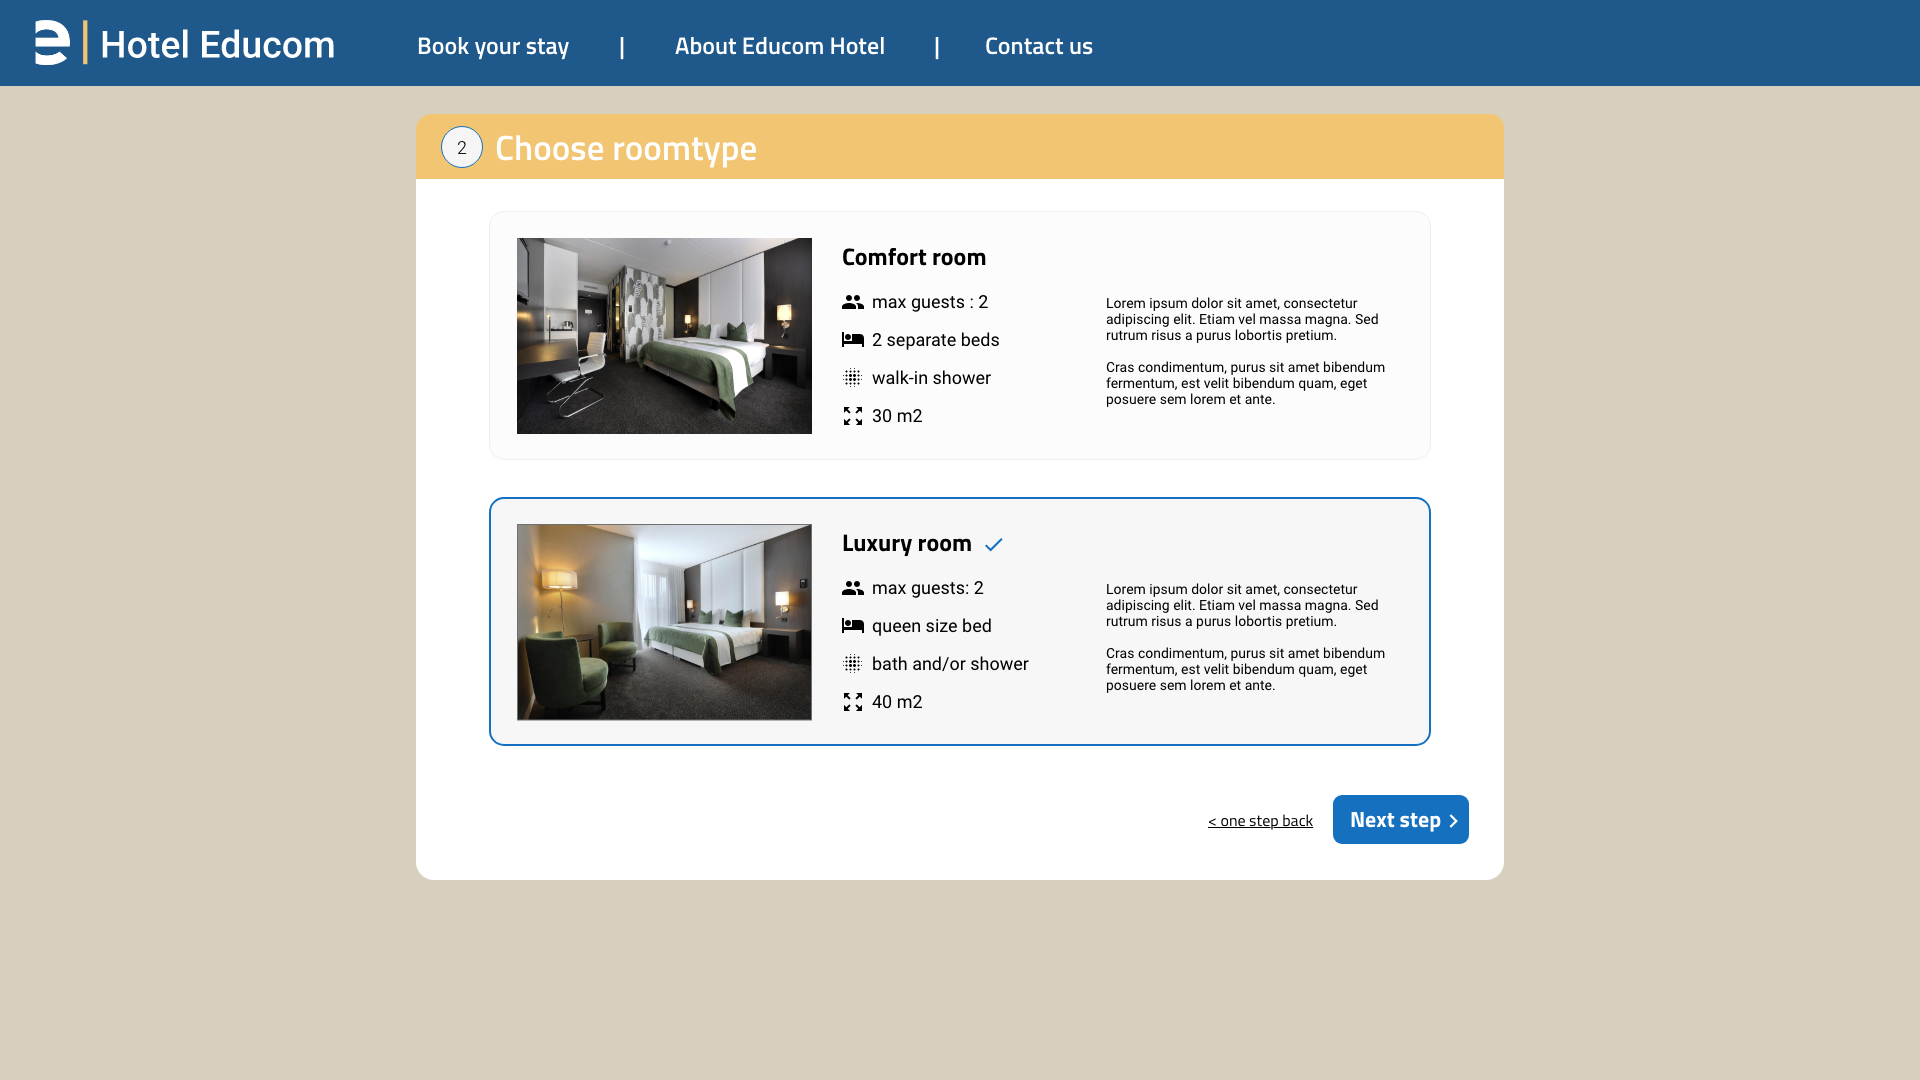 Hotel Educom
Book your stay | About Educom Hotel | Contact us
2 Choose roomtype
Comfort room
max guests : 2
2 separate beds
walk-in shower
30 m2
Lorem ipsum dolor sit amet, consectetur
adipiscing elit. Etiam vel massa magna. Sed
rutrum risus a purus lobortis pretium.
Cras condimentum, purus sit amet bibendum
fermentum, est velit bibendum quam, eget
posuere sem lorem et ante.
Luxury room
max guests: 2
queen size bed
bath and/or shower
40 m2
Lorem ipsum dolor sit amet, consectetur
adipiscing elit. Etiam vel massa magna. Sed
rutrum risus a purus lobortis pretium.
Cras condimentum, purus sit amet bibendum
fermentum, est velit bibendum quam, eget
posuere sem lorem et ante.
< one step back
Next step >